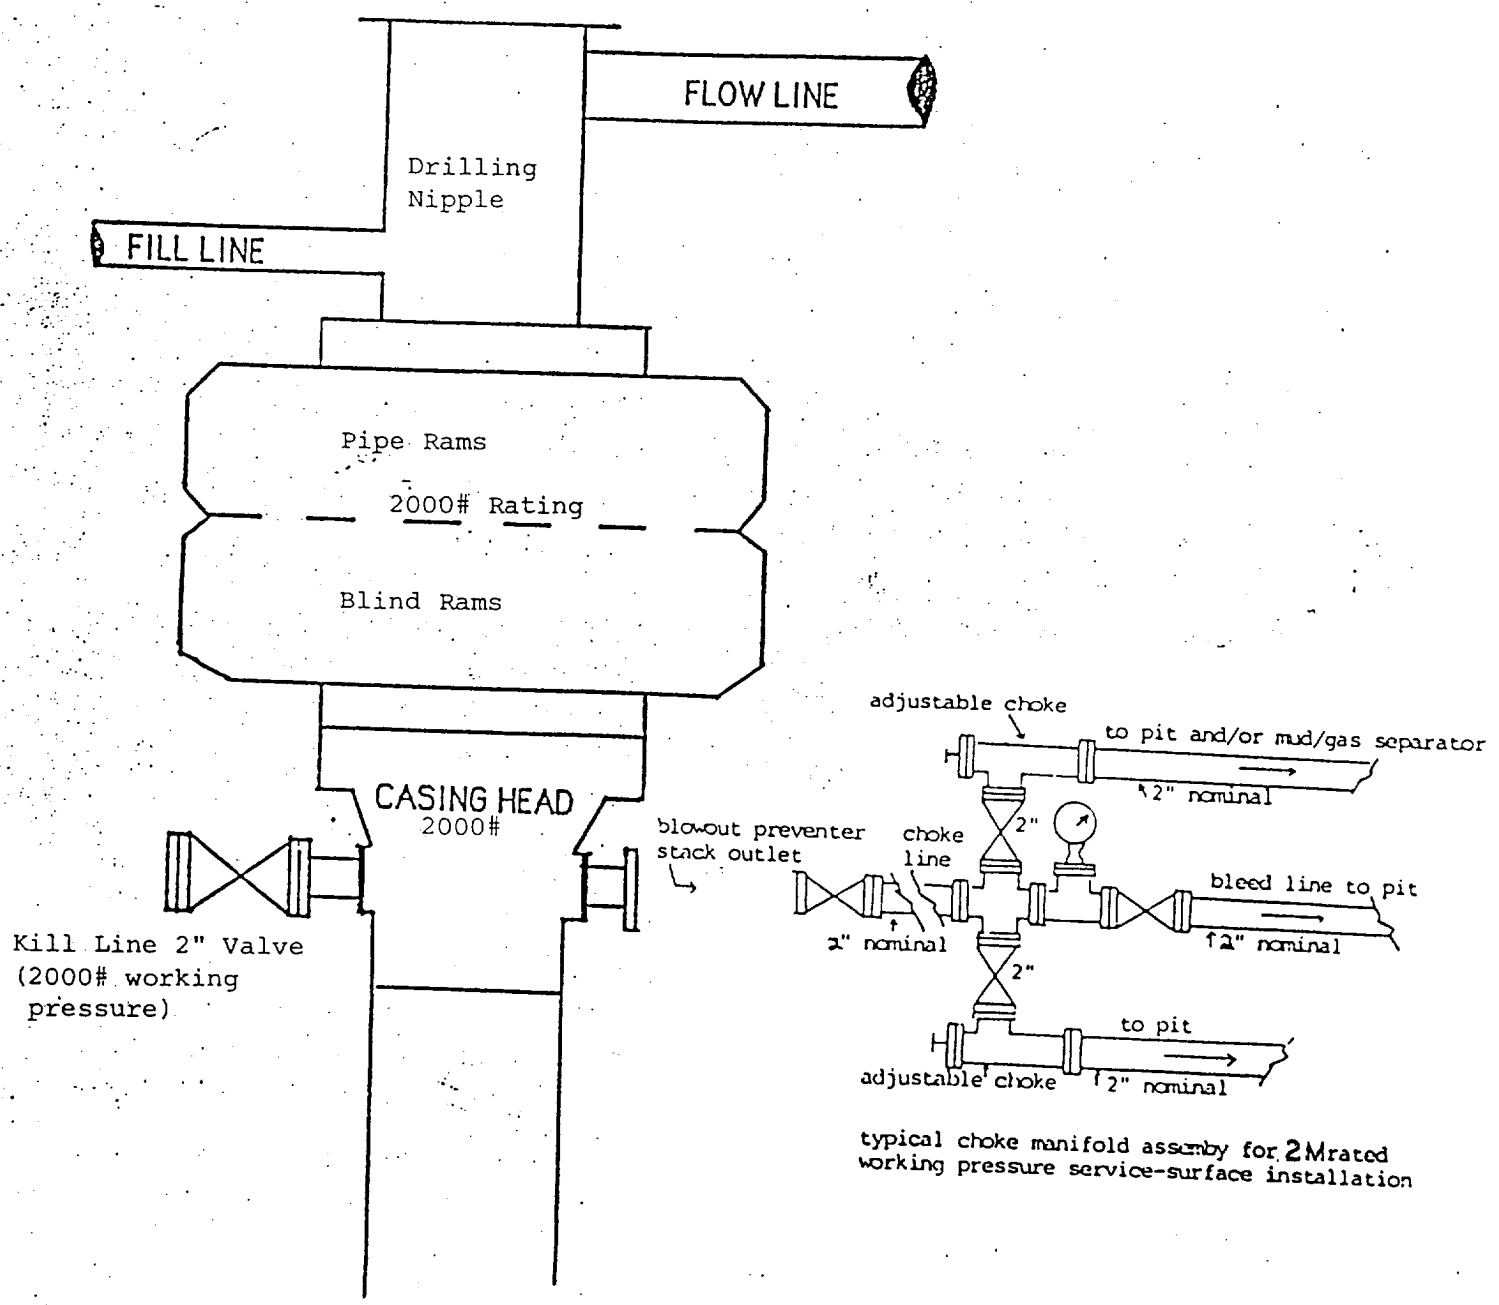 FLOW LINE
Drilling
Nipple
FILL LINE
Pipe Rams
2000# Rating
Blind Rams
CASING HEAD
2000#
Kill Line 2" Valve
(2000# working
pressure)
blowout preventer
stack outlet
choke
line
adjustable choke
to pit and/or mud/gas separator
2" nominal
2"
bleed line to pit
2" nominal
2" nominal
2"
to pit
adjustable choke
2" nominal
typical choke manifold assemby for 2M rated
working pressure service-surface installation